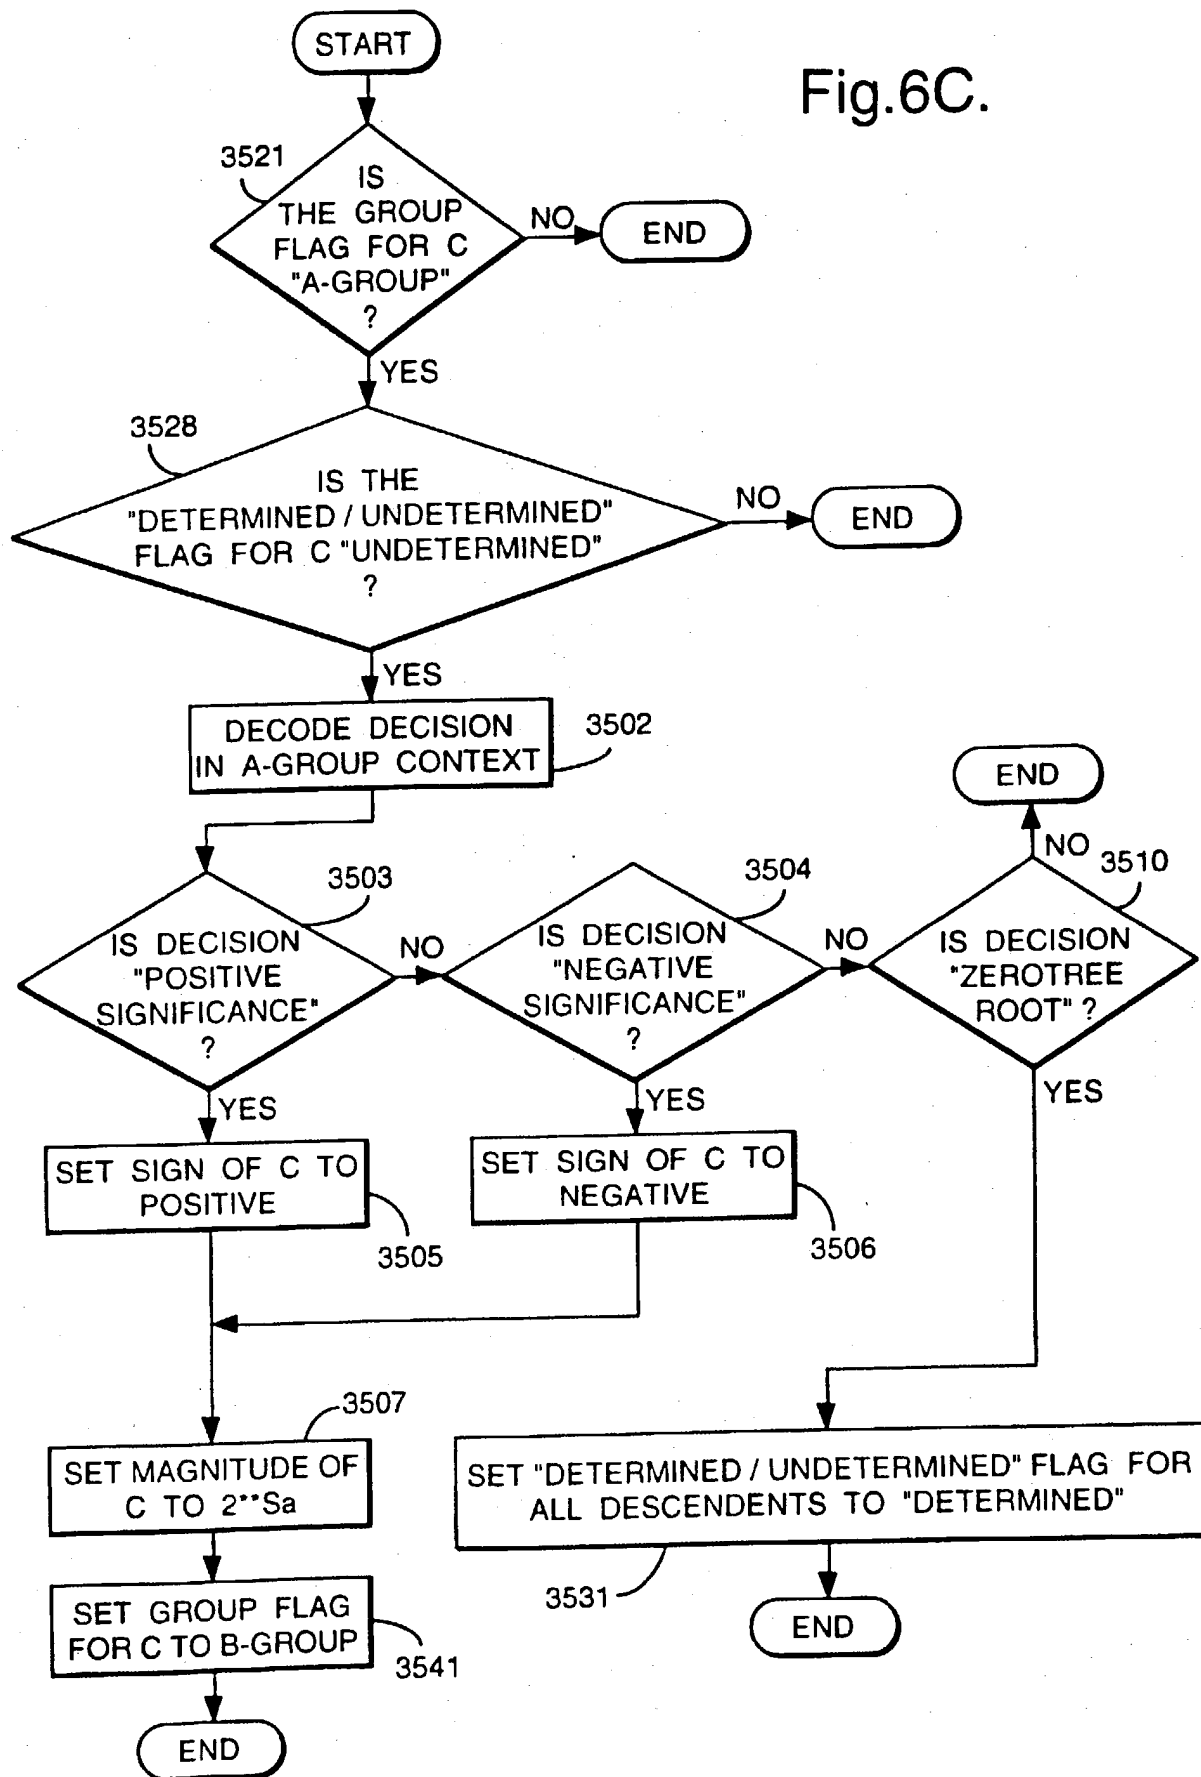 START
Fig.6C.
3521
IS
THE GROUP
FLAG FOR C
"A-GROUP"
?
NO
END
YES
3528
IS THE
"DETERMINED / UNDETERMINED"
FLAG FOR C "UNDETERMINED"
?
NO
END
YES
DECODE DECISION
IN A-GROUP CONTEXT
3502
END
NO
3503
IS DECISION
"POSITIVE
SIGNIFICANCE"
?
NO
3504
IS DECISION
"NEGATIVE
SIGNIFICANCE"
?
NO
3510
IS DECISION
"ZEROTREE
ROOT" ?
YES
YES
YES
SET SIGN OF C TO
POSITIVE
3505
SET SIGN OF C TO
NEGATIVE
3506
3507
SET MAGNITUDE OF
C TO 2**Sa
SET "DETERMINED / UNDETERMINED" FLAG FOR
ALL DESCENDENTS TO "DETERMINED"
3531
END
SET GROUP FLAG
FOR C TO B-GROUP
3541
END